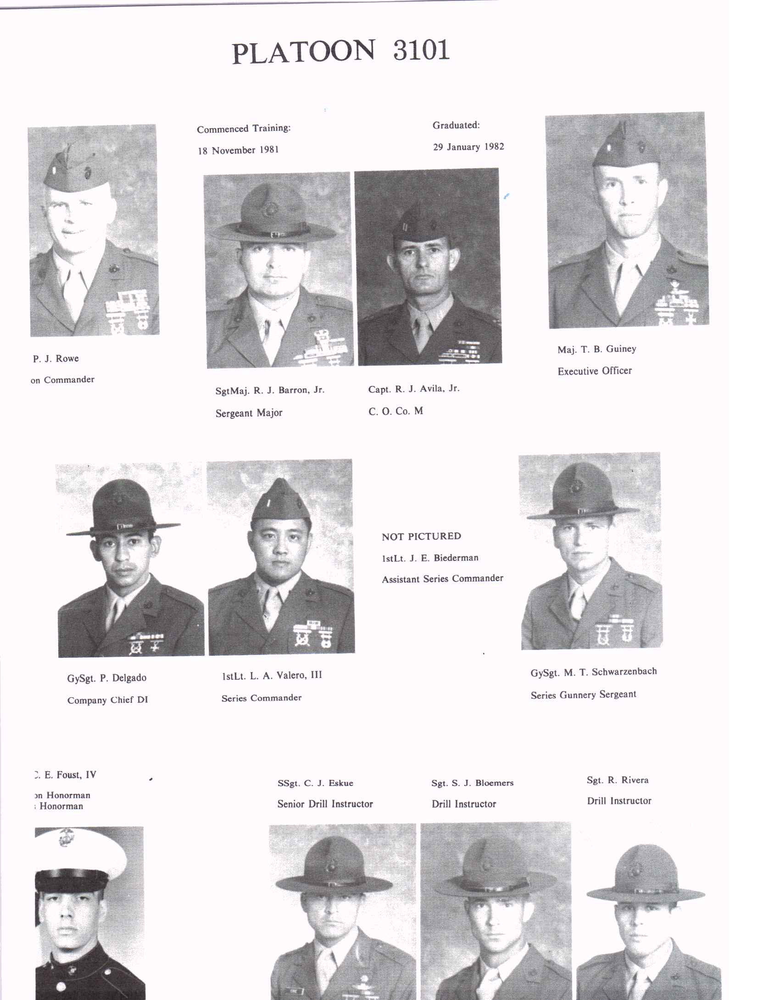 PLATOON 3101
Commenced Training:
18 November 1981
Graduated:
29 January 1982
P. J. Rowe
on Commander
SgtMaj. R. J. Barron, Jr.
Sergeant Major
Capt. R. J. Avila, Jr.
C. O. Co. M
Maj. T. B. Guiney
Executive Officer
GySgt. P. Delgado
Company Chief DI
1stLt. L. A. Valero, III
Series Commander
NOT PICTURED
1stLt. J. E. Biederman
Assistant Series Commander
GySgt. M. T. Schwarzenbach
Series Gunnery Sergeant
E. Foust, IV
on Honorman
Honorman
SSgt. C. J. Eskue
Senior Drill Instructor
Sgt. S. J. Bloemers
Drill Instructor
Sgt. R. Rivera
Drill Instructor